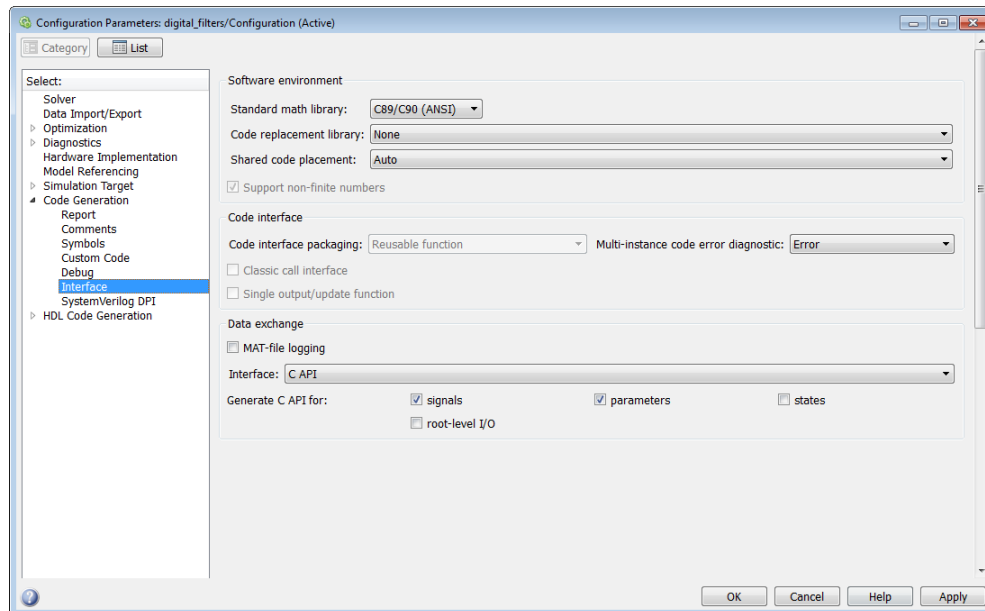 Configuration Parameters: digital_filters/Configuration (Active)
Category List
Select:
Solver
Data Import/Export
Optimization
Diagnostics
Hardware Implementation
Model Referencing
Simulation Target
Code Generation
Report
Comments
Symbols
Custom Code
Debug
Interface
SystemVerilog DPI
HDL Code Generation
Software environment
Standard math library: C89/C90 (ANSI)
Code replacement library: None
Shared code placement: Auto
Support non-finite numbers
Code interface
Code interface packaging: Reusable function Multi-instance code error diagnostic: Error
Classic call interface
Single output/update function
Data exchange
MAT-file logging
Interface: C API
Generate C API for: signals parameters states
root-level I/O
OK Cancel Help Apply